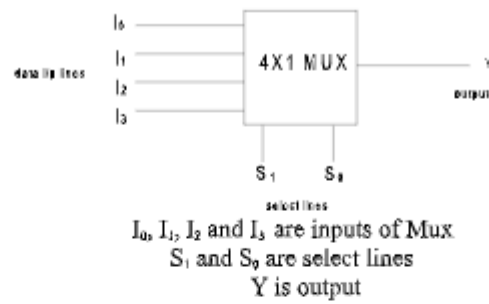 I₀
I₁
data i/p lines
4X1 MUX
Y
I₂
output
I₃
S₁ S₀
select lines
I₀, I₁, I₂ and I₃ are inputs of Mux
S₁ and S₀ are select lines
Y is output